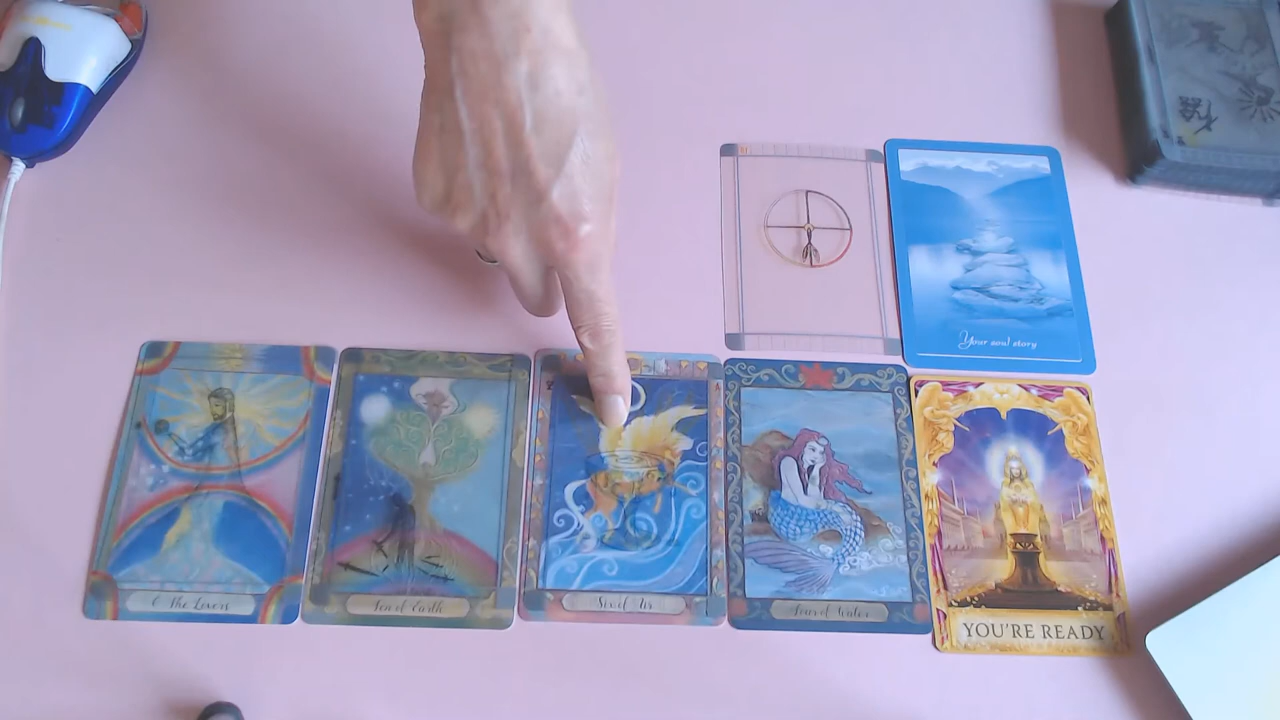 Your soul story
6 The Lovers
Ten of Earth
Six of Air
Four of Water
YOU'RE READY